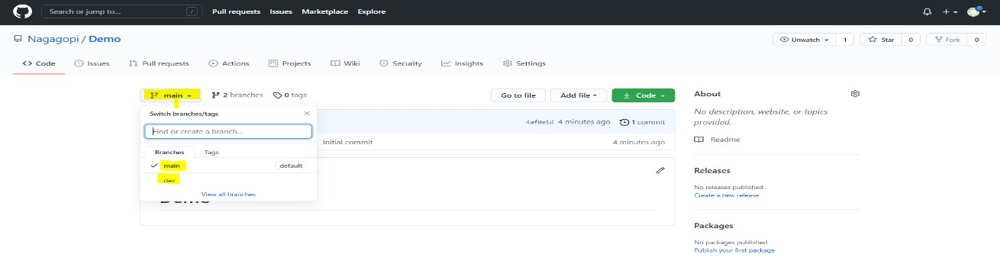 Search or jump to... /
Pull requests Issues Marketplace Explore
Nagagopi / Demo
Unwatch 1 Star 0 Fork 0
Code Issues Pull requests Actions Projects Wiki Security Insights Settings
main 2 branches 0 tags Go to file Add file Code
Switch branches/tags
Find or create a branch...
Branches Tags
main default
dev
View all branches
4af0e1d 4 minutes ago 1 commit
Initial commit 4 minutes ago
Demo
About
No description, website, or topics
provided.
Readme
Releases
No releases published
Create a new release
Packages
No packages published
Publish your first package